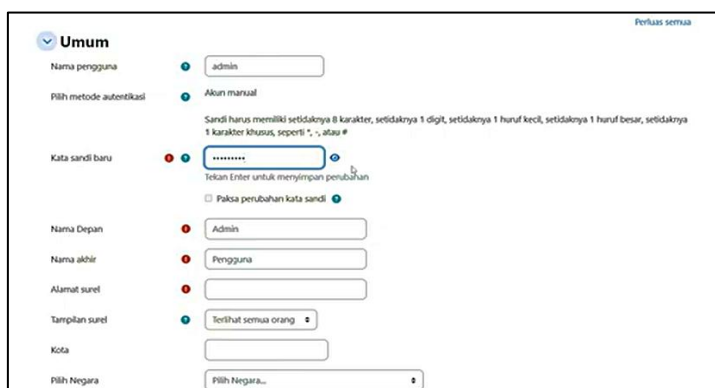 Perluas semua
Umum
Nama pengguna
admin
Pilih metode autentikasi
Akun manual
Sandi harus memiliki setidaknya 8 karakter, setidaknya 1 digit, setidaknya 1 huruf kecil, setidaknya 1 huruf besar, setidaknya
1 karakter khusus, seperti *, -, atau #
Kata sandi baru
Tekan Enter untuk menyimpan perubahan
Paksa perubahan kata sandi
Nama Depan
Admin
Nama akhir
Pengguna
Alamat surel
Tampilan surel
Terlihat semua orang
Kota
Pilih Negara
Pilih Negara...